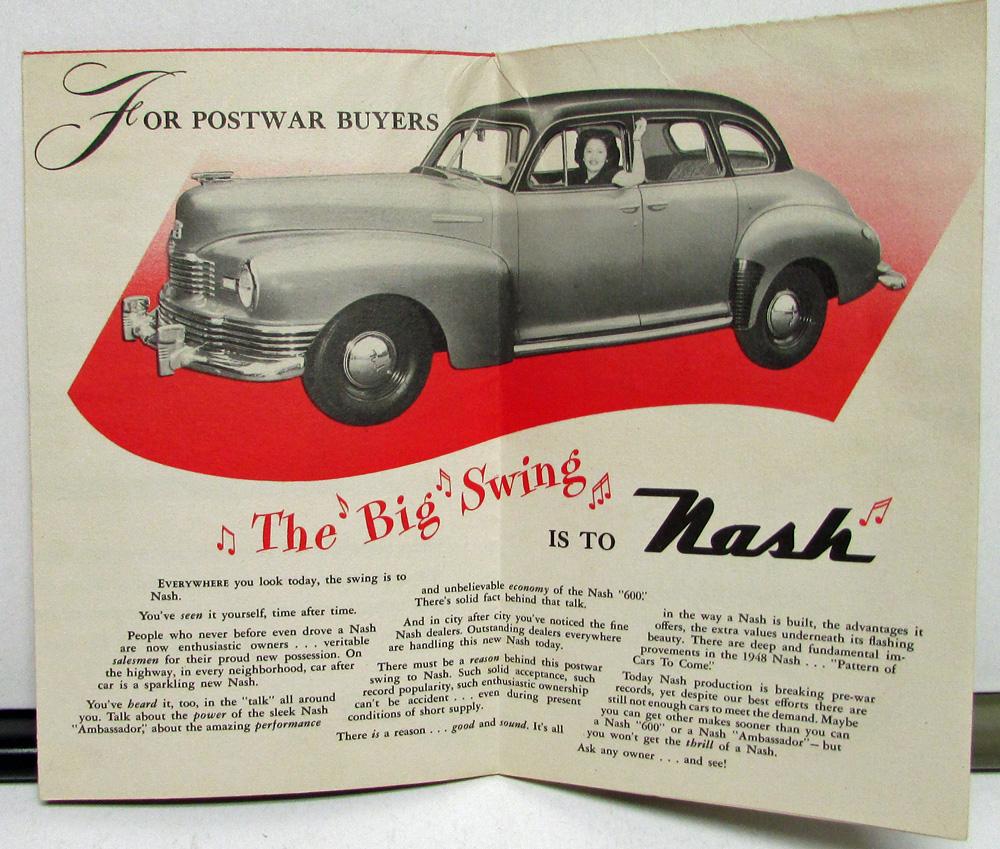 FOR POSTWAR BUYERS
The Big Swing
IS TO Nash
EVERYWHERE you look today, the swing is to
Nash.
You've seen it yourself, time after time.
People who never before even drove a Nash
are now enthusiastic owners . . . veritable
salesmen for their proud new possession. On
the highway, in every neighborhood, car after
car is a sparkling new Nash.
You've heard it, too, in the "talk" all around
you. Talk about the power of the sleek Nash
"Ambassador," about the amazing performance
and unbelievable economy of the Nash "600."
There's solid fact behind that talk.
And in city after city you've noticed the fine
Nash dealers. Outstanding dealers everywhere
are handling this new Nash today.
There must be a reason behind this postwar
swing to Nash. Such solid acceptance, such
record popularity, such enthusiastic ownership
can't be accident . . . even during present
conditions of short supply.
There is a reason . . . good and sound. It's all
in the way a Nash is built, the advantages it
offers, the extra values underneath its flashing
beauty. There are deep and fundamental im-
provements in the 1948 Nash . . . "Pattern of
Cars To Come."
Today Nash production is breaking pre-war
records, yet despite our best efforts there are
still not enough cars to meet the demand. Maybe
you can get other makes sooner than you can
a Nash "600" or a Nash "Ambassador"—but
you won't get the thrill of a Nash.
Ask any owner . . . and see!